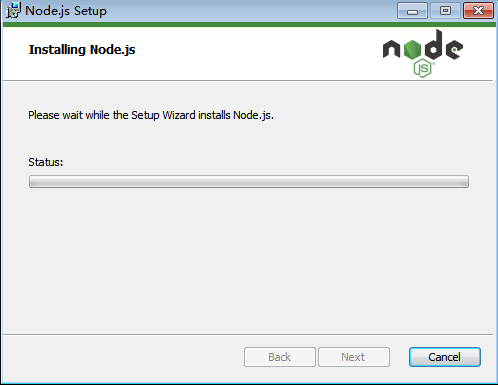 Node.js Setup
Installing Node.js
node
JS
Please wait while the Setup Wizard installs Node.js.
Status:
Back
Next
Cancel